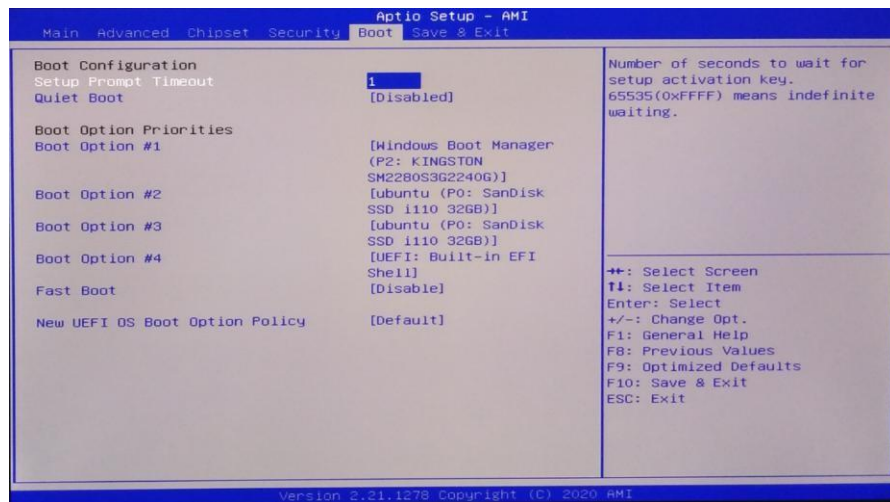 Aptio Setup - AMI
Main Advanced Chipset Security Boot Save & Exit
Boot Configuration
Setup Prompt Timeout 1
Quiet Boot [Disabled]
Boot Option Priorities
Boot Option #1 [Windows Boot Manager
(P2: KINGSTON
SM2280S3G2240G)]
Boot Option #2 [ubuntu (P0: SanDisk
SSD i110 32GB)]
Boot Option #3 [ubuntu (P0: SanDisk
SSD i110 32GB)]
Boot Option #4 [UEFI: Built-in EFI
Shell]
Fast Boot [Disable]
New UEFI OS Boot Option Policy [Default]
Number of seconds to wait for
setup activation key.
65535(0xFFFF) means indefinite
waiting.
→←: Select Screen
↑↓: Select Item
Enter: Select
+/-: Change Opt.
F1: General Help
F8: Previous Values
F9: Optimized Defaults
F10: Save & Exit
ESC: Exit
Version 2.21.1278 Copyright (C) 2020 AMI